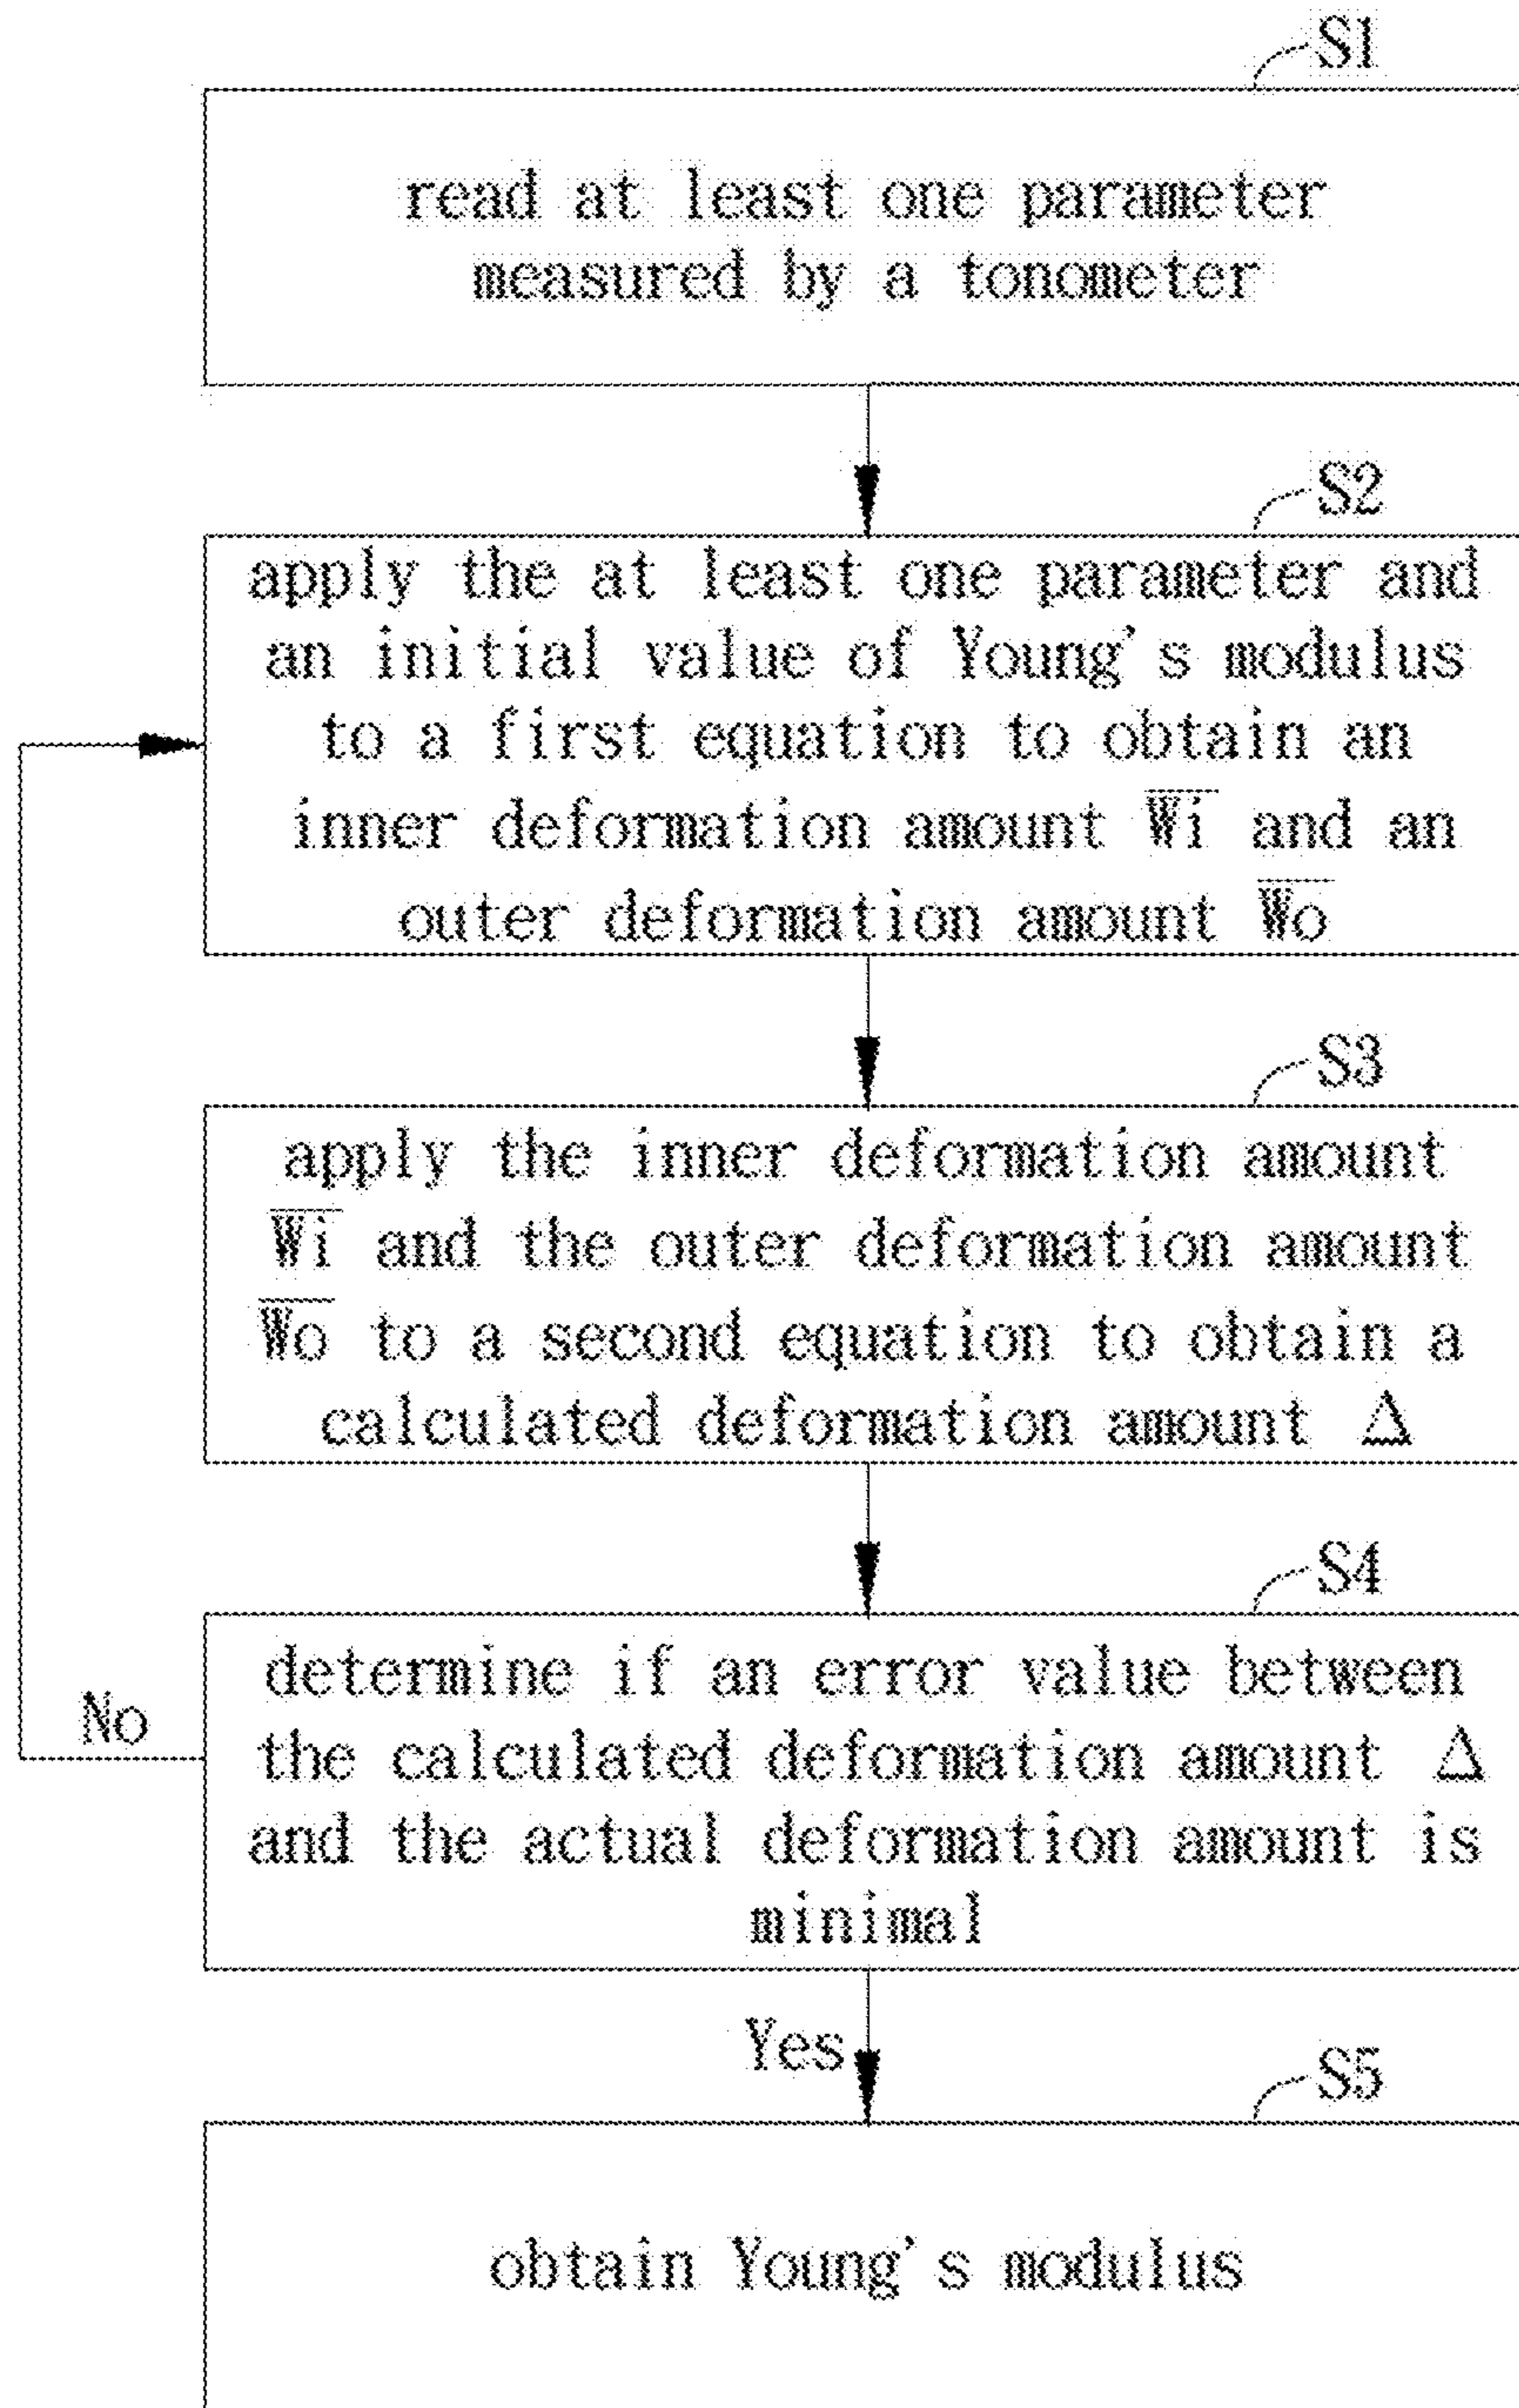 S1
read at least one parameter
measured by a tonometer
S2
apply the at least one parameter and
an initial value of Young's modulus
to a first equation to obtain an
inner deformation amount W̅i̅ and an
outer deformation amount W̅o̅
S3
apply the inner deformation amount
W̅i̅ and the outer deformation amount
W̅o̅ to a second equation to obtain a
calculated deformation amount Δ
S4
determine if an error value between
the calculated deformation amount Δ
and the actual deformation amount is
minimal
No
Yes
S5
obtain Young's modulus